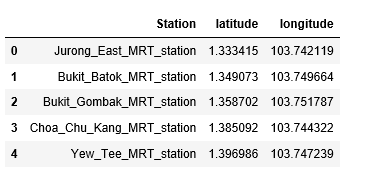 Station latitude longitude
0 Jurong_East_MRT_station 1.333415 103.742119
1 Bukit_Batok_MRT_station 1.349073 103.749664
2 Bukit_Gombak_MRT_station 1.358702 103.751787
3 Choa_Chu_Kang_MRT_station 1.385092 103.744322
4 Yew_Tee_MRT_station 1.396986 103.747239